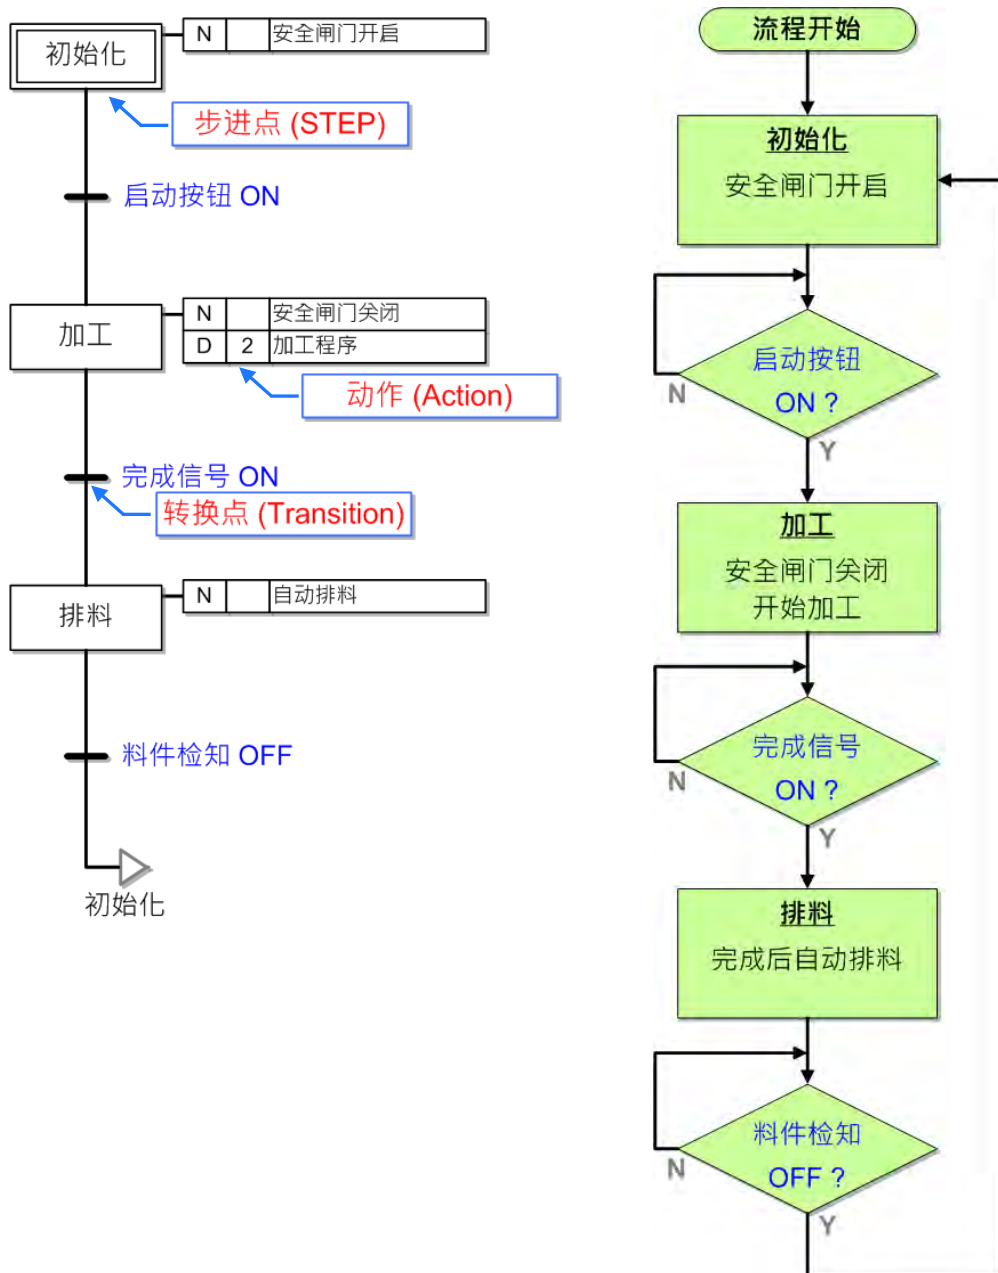 初始化
N
安全闸门开启
步进点 (STEP)
启动按钮 ON
加工
N
安全闸门关闭
D 2 加工程序
动作 (Action)
完成信号 ON
转换点 (Transition)
排料
N
自动排料
料件检知 OFF
初始化
流程开始
初始化
安全闸门开启
启动按钮
ON ?
N
Y
加工
安全闸门关闭
开始加工
完成信号
ON ?
N
Y
排料
完成后自动排料
料件检知
OFF ?
N
Y